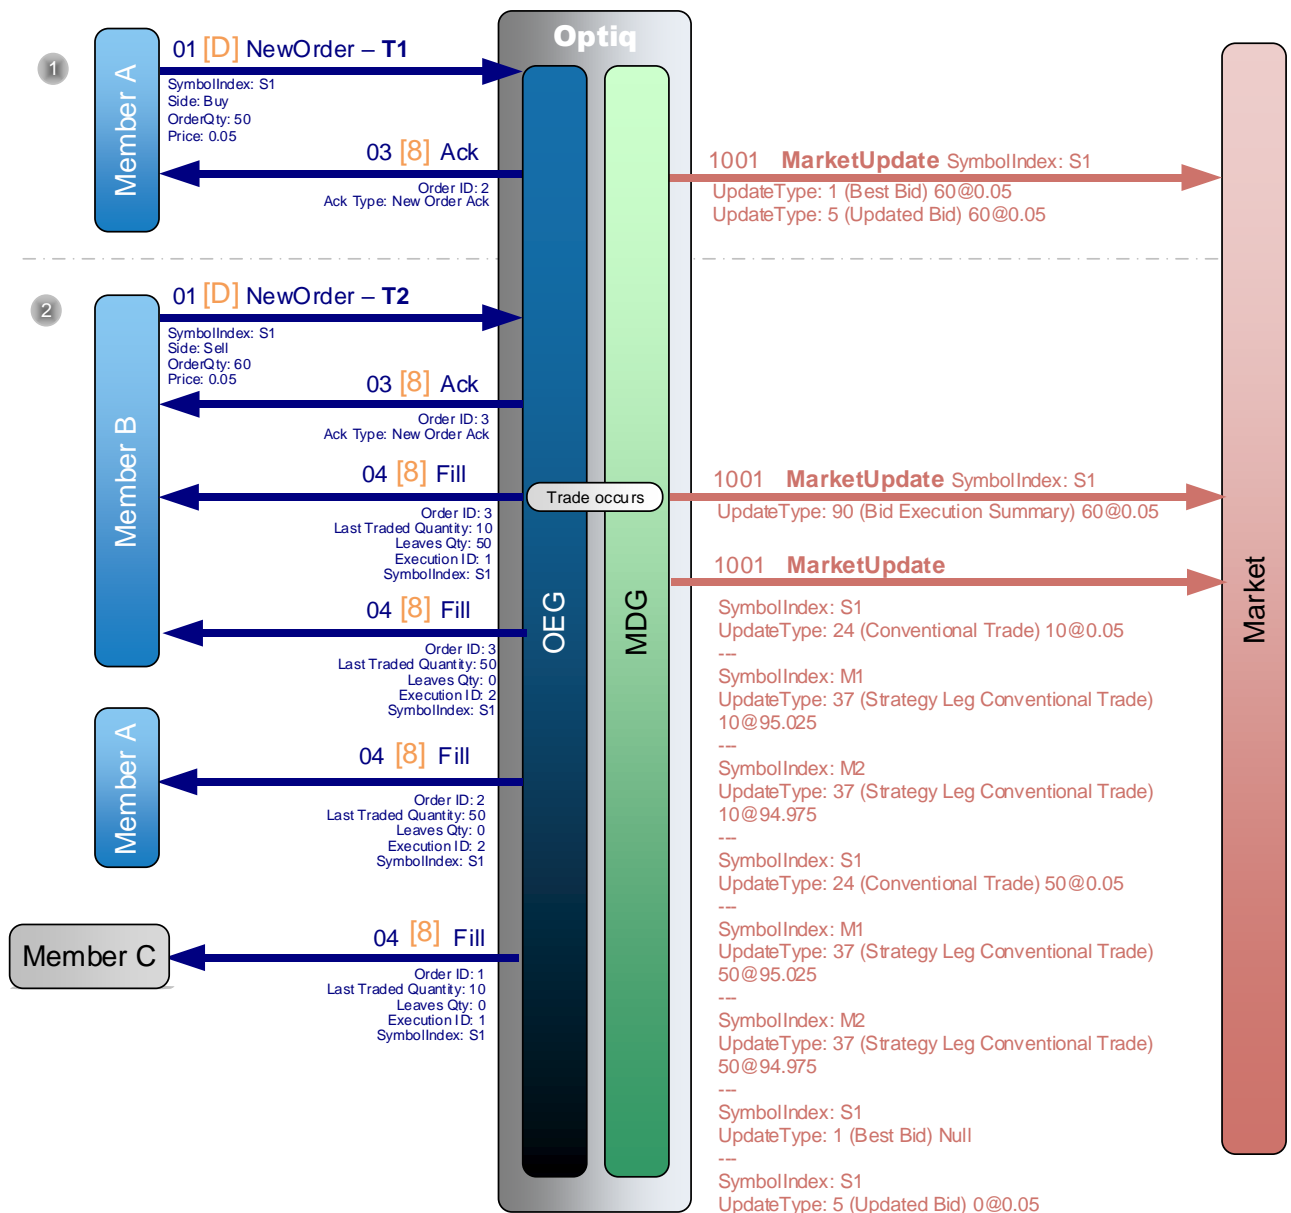 Optiq
1
Member A
01 [D] NewOrder – T1
SymbolIndex: S1
Side: Buy
OrderQty: 50
Price: 0.05
03 [8] Ack
Order ID: 2
Ack Type: New Order Ack
1001 MarketUpdate SymbolIndex: S1
UpdateType: 1 (Best Bid) 60@0.05
UpdateType: 5 (Updated Bid) 60@0.05
2
Member B
01 [D] NewOrder – T2
SymbolIndex: S1
Side: Sell
OrderQty: 60
Price: 0.05
03 [8] Ack
Order ID: 3
Ack Type: New Order Ack
04 [8] Fill
Order ID: 3
Last Traded Quantity: 10
Leaves Qty: 50
Execution ID: 1
SymbolIndex: S1
Trade occurs
1001 MarketUpdate SymbolIndex: S1
UpdateType: 90 (Bid Execution Summary) 60@0.05
04 [8] Fill
Order ID: 3
Last Traded Quantity: 50
Leaves Qty: 0
Execution ID: 2
SymbolIndex: S1
OEG
MDG
Market
Member A
04 [8] Fill
Order ID: 2
Last Traded Quantity: 50
Leaves Qty: 0
Execution ID: 2
SymbolIndex: S1
Member C
04 [8] Fill
Order ID: 1
Last Traded Quantity: 10
Leaves Qty: 0
Execution ID: 1
SymbolIndex: S1
1001 MarketUpdate
SymbolIndex: S1
UpdateType: 24 (Conventional Trade) 10@0.05
---
SymbolIndex: M1
UpdateType: 37 (Strategy Leg Conventional Trade)
10@95.025
---
SymbolIndex: M2
UpdateType: 37 (Strategy Leg Conventional Trade)
10@94.975
---
SymbolIndex: S1
UpdateType: 24 (Conventional Trade) 50@0.05
---
SymbolIndex: M1
UpdateType: 37 (Strategy Leg Conventional Trade)
50@95.025
---
SymbolIndex: M2
UpdateType: 37 (Strategy Leg Conventional Trade)
50@94.975
---
SymbolIndex: S1
UpdateType: 1 (Best Bid) Null
---
SymbolIndex: S1
UpdateType: 5 (Updated Bid) 0@0.05